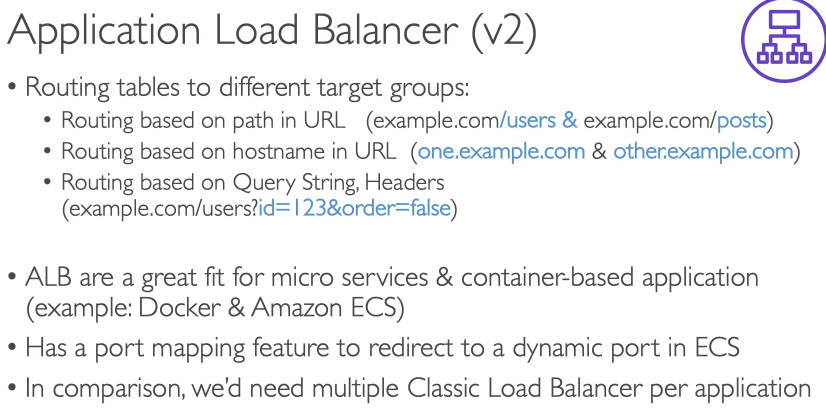 Application Load Balancer (v2)
• Routing tables to different target groups:
• Routing based on path in URL (example.com/users & example.com/posts)
• Routing based on hostname in URL (one.example.com & other.example.com)
• Routing based on Query String, Headers
(example.com/users?id=123&order=false)
• ALB are a great fit for micro services & container-based application
(example: Docker & Amazon ECS)
• Has a port mapping feature to redirect to a dynamic port in ECS
• In comparison, we'd need multiple Classic Load Balancer per application